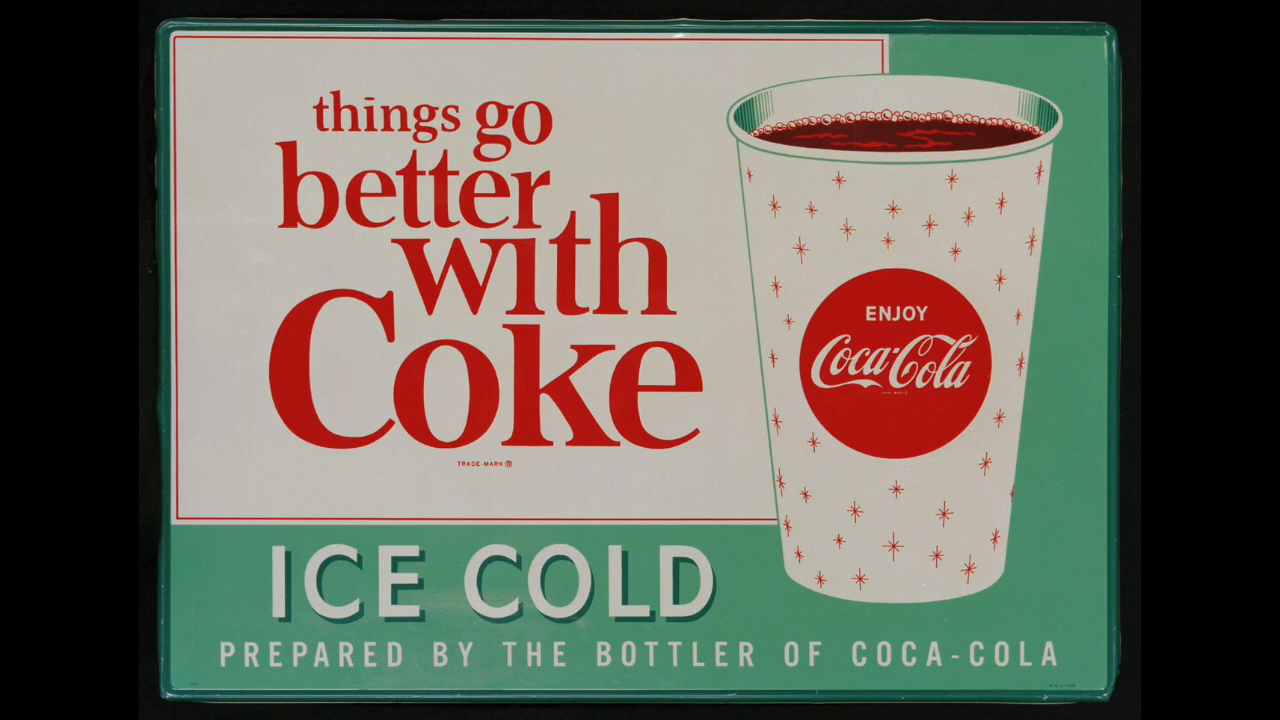 things go
better
with
Coke
TRADE-MARK ®
ENJOY
Coca-Cola
ICE COLD
PREPARED BY THE BOTTLER OF COCA-COLA